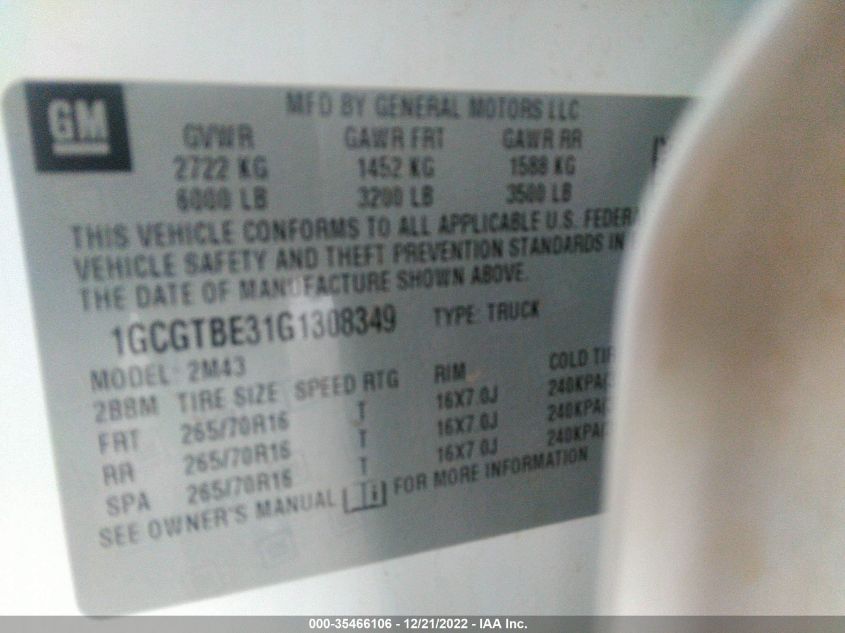 GM
MFD BY GENERAL MOTORS LLC
GVWR GAWR FRT GAWR RR
2722 KG 1452 KG 1588 KG
6000 LB 3200 LB 3500 LB
THIS VEHICLE CONFORMS TO ALL APPLICABLE U.S. FEDERA
VEHICLE SAFETY AND THEFT PREVENTION STANDARDS IN
THE DATE OF MANUFACTURE SHOWN ABOVE.
1GCGTBE31G1308349 TYPE: TRUCK
MODEL: 2M43
2B8M TIRE SIZE SPEED RTG RIM COLD TIR
FRT 265/70R16 T 16X7.0J 240KPA(
RR 265/70R16 T 16X7.0J 240KPA(
SPA 265/70R16 T 16X7.0J 240KPA(
SEE OWNER'S MANUAL FOR MORE INFORMATION
000-35466106 - 12/21/2022 - IAA Inc.